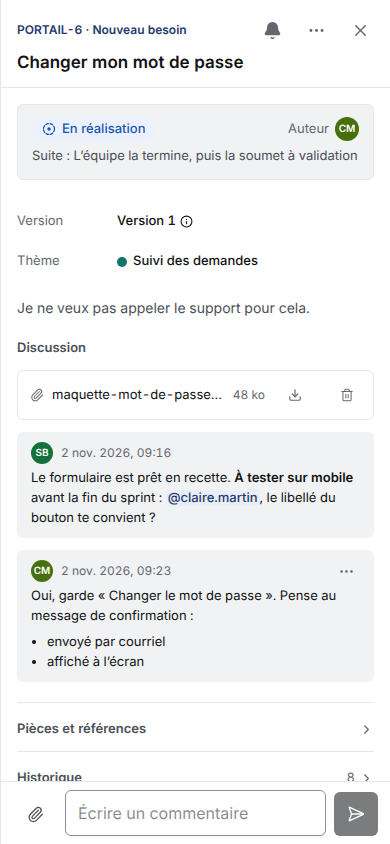 PORTAIL-6 · Nouveau besoin
Changer mon mot de passe
En réalisation
Auteur CM
Suite : L’équipe la termine, puis la soumet à validation
Version Version 1
Thème Suivi des demandes
Je ne veux pas appeler le support pour cela.
Discussion
maquette-mot-de-passe... 48 ko
SB 2 nov. 2026, 09:16
Le formulaire est prêt en recette. À tester sur mobile
avant la fin du sprint : @claire.martin, le libellé du
bouton te convient ?
CM 2 nov. 2026, 09:23
Oui, garde « Changer le mot de passe ». Pense au
message de confirmation :
• envoyé par courriel
• affiché à l’écran
Pièces et références
Historique 8
Écrire un commentaire